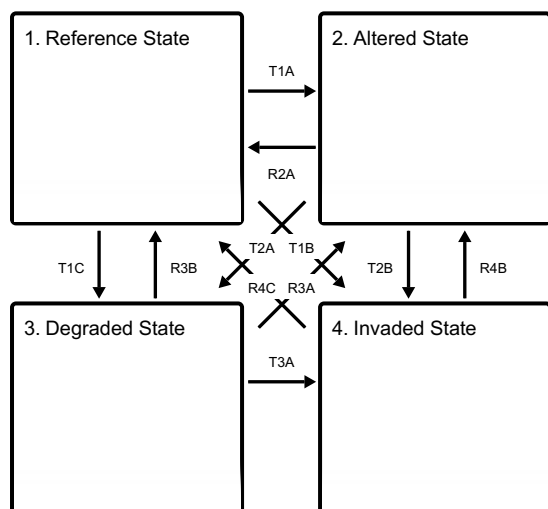 1. Reference State
2. Altered State
T1A
R2A
T2A
T1B
T1C
R3B
T2B
R4B
R4C
R3A
3. Degraded State
4. Invaded State
T3A